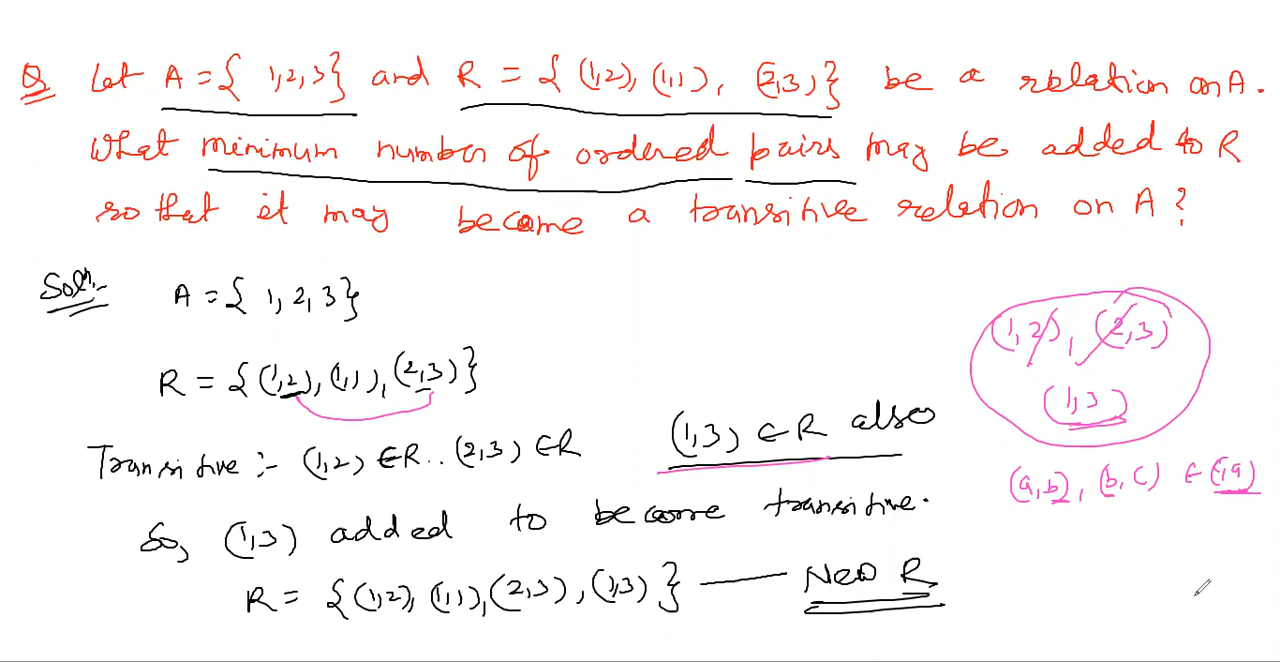 Q Let A = { 1,2,3} and R = { (1,2), (1,1), (2,3) } be a relation on A.
What minimum number of ordered pairs may be added to R
so that it may become a transitive relation on A ?
Soln:-
A = { 1, 2, 3}
R = { (1,2), (1,1), (2,3) }
Transitive :- (1,2) ∈ R .. (2,3) ∈ R (1,3) ∈ R also
So, (1,3) added to become transitive.
R = { (1,2), (1,1), (2,3), (1,3) } — New R
(1,2), (2,3)
(1,3)
(a,b), (b,c) ∈ (c,a)